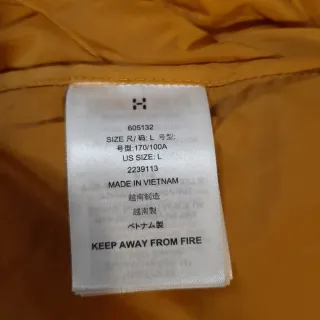 605132
SIZE 尺/ 码: L 号型:
号型:170/100A
US SIZE: L
2239113
MADE IN VIETNAM
越南制造
越南製
ベトナム製
KEEP AWAY FROM FIRE